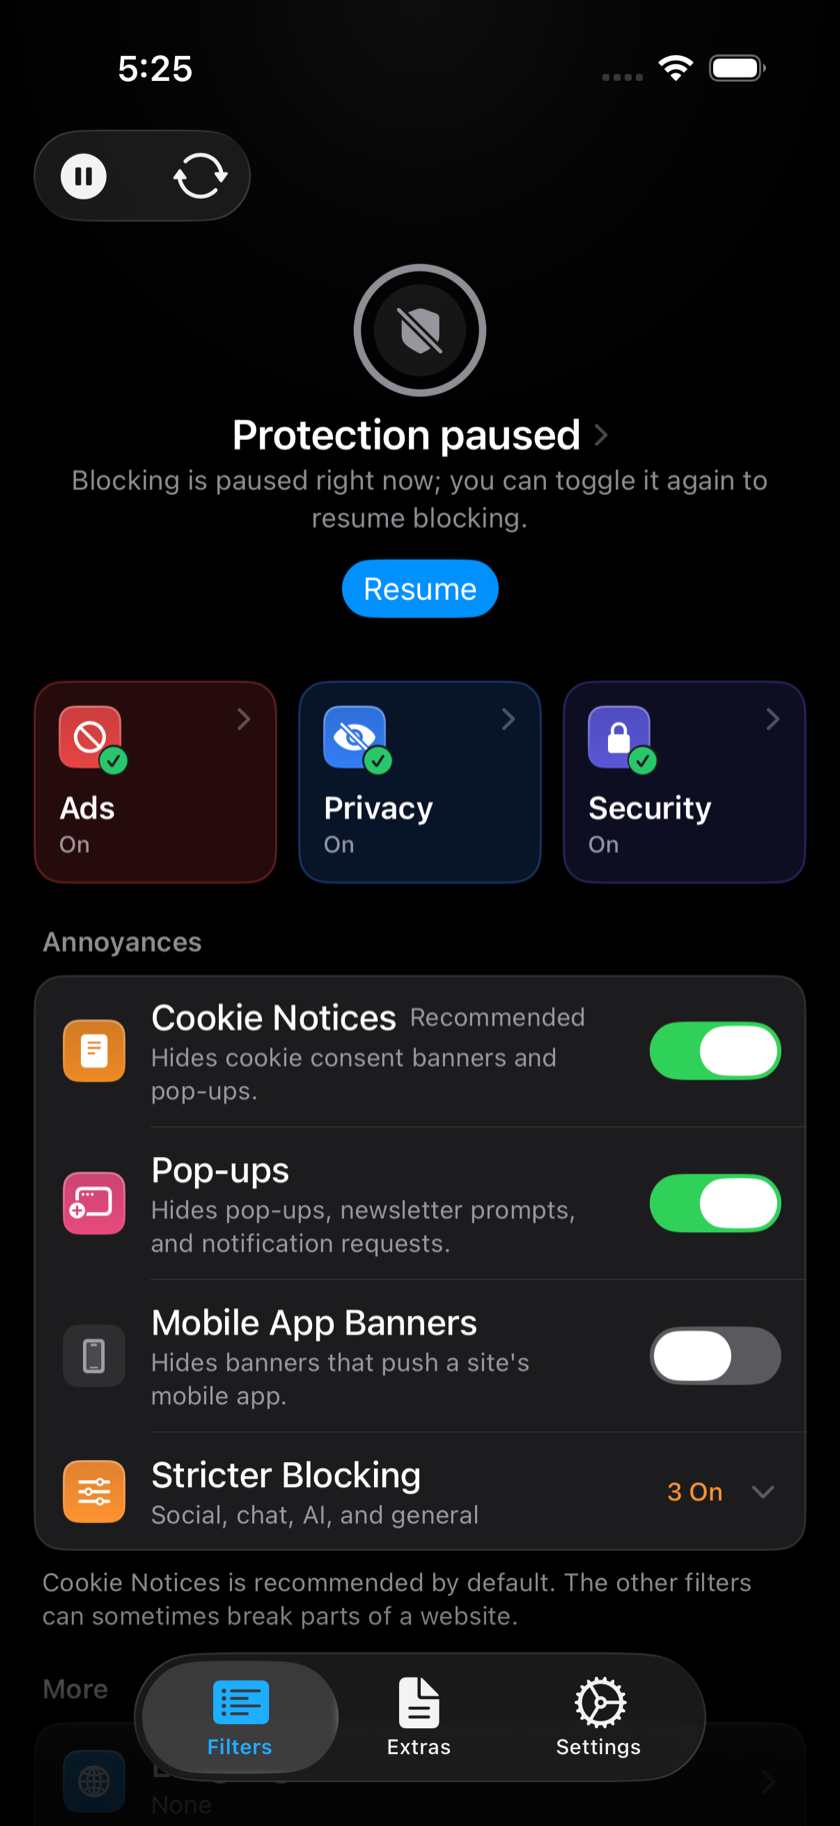 5:25
Protection paused
Blocking is paused right now; you can toggle it again to
resume blocking.
Resume
Ads
On
Privacy
On
Security
On
Annoyances
Cookie Notices Recommended
Hides cookie consent banners and
pop-ups.
Pop-ups
Hides pop-ups, newsletter prompts,
and notification requests.
Mobile App Banners
Hides banners that push a site's
mobile app.
Stricter Blocking
Social, chat, AI, and general
3 On
Cookie Notices is recommended by default. The other filters
can sometimes break parts of a website.
More
None
Filters
Extras
Settings